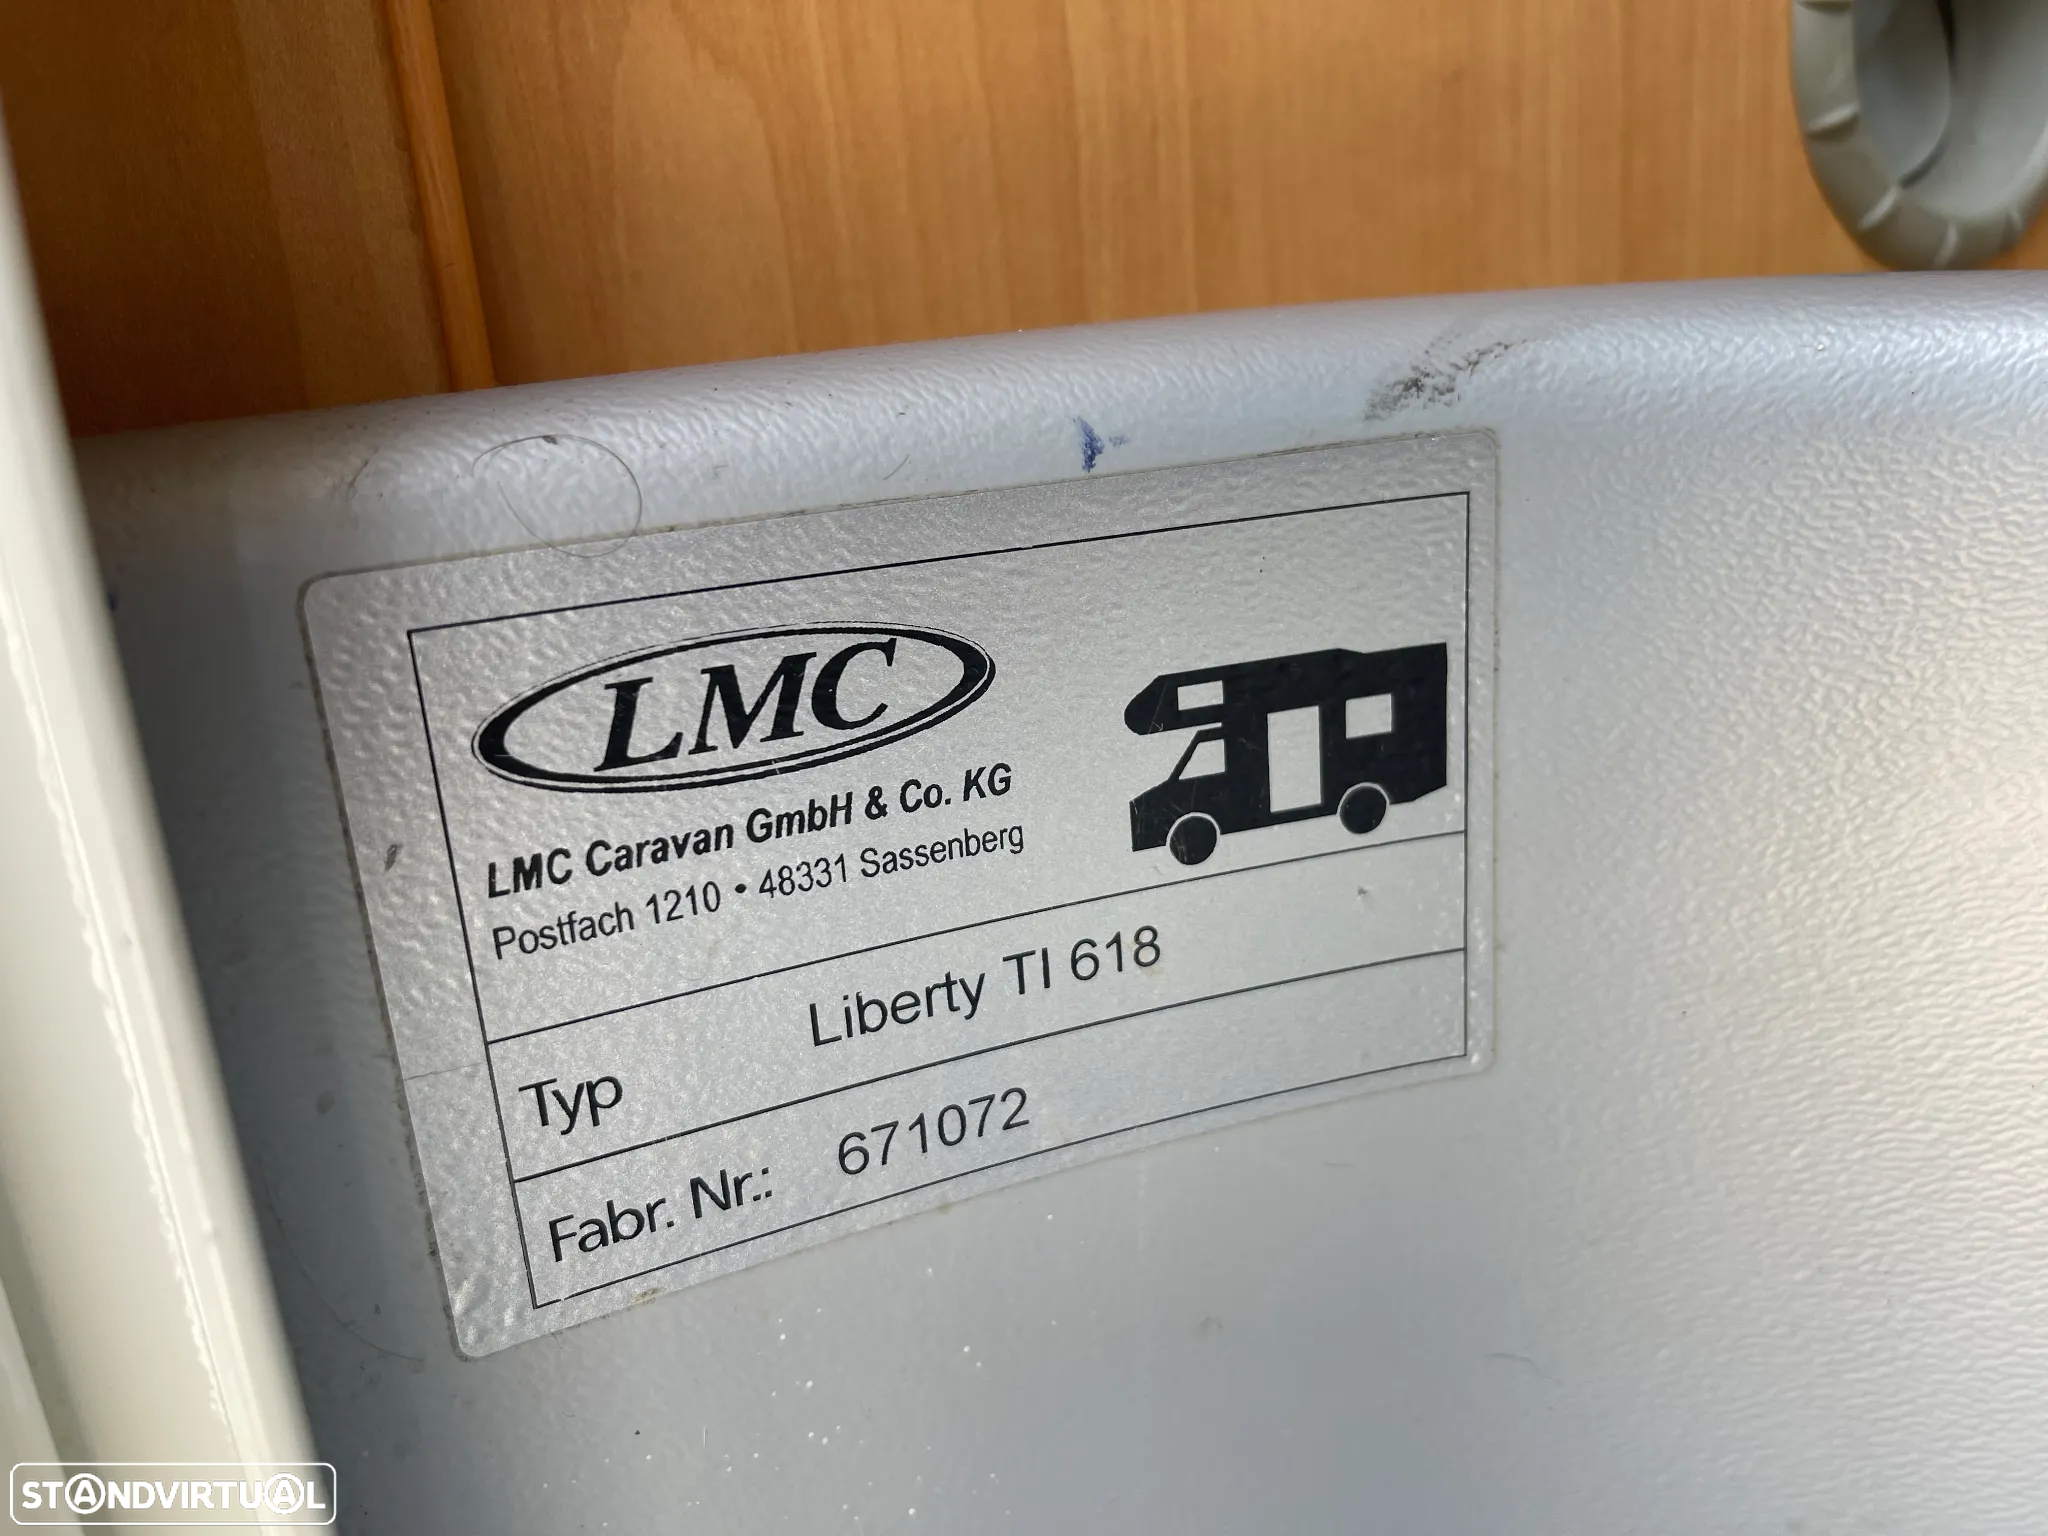 LMC
LMC Caravan GmbH & Co. KG
Postfach 1210 • 48331 Sassenberg
Typ Liberty TI 618
Fabr. Nr.: 671072
STANDVIRTUAL